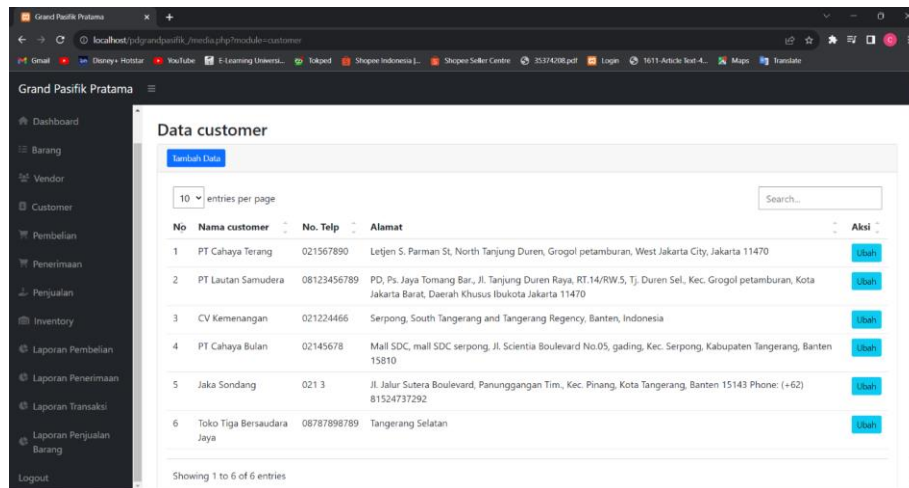 Grand Pasifik Pratama
localhost/pdgrandpasifik_/media.php?module=customer
Gmail Disney+ Hotstar YouTube E-Learning Universi... Tokped Shopee Indonesia |... Shopee Seller Centre 35374208.pdf Login 1611-Article Text-4... Maps Translate
Grand Pasifik Pratama
Dashboard
Barang
Vendor
Customer
Pembelian
Penerimaan
Penjualan
Inventory
Laporan Pembelian
Laporan Penerimaan
Laporan Transaksi
Laporan Penjualan
Barang
Logout
Data customer
Tambah Data
10 entries per page
Search...
No Nama customer No. Telp Alamat Aksi
1 PT Cahaya Terang 021567890 Letjen S. Parman St, North Tanjung Duren, Grogol petamburan, West Jakarta City, Jakarta 11470 Ubah
2 PT Lautan Samudera 08123456789 PD, Ps. Jaya Tomang Bar., Jl. Tanjung Duren Raya, RT.14/RW.5, Tj. Duren Sel., Kec. Grogol petamburan, Kota
Jakarta Barat, Daerah Khusus Ibukota Jakarta 11470 Ubah
3 CV Kemenangan 021224466 Serpong, South Tangerang and Tangerang Regency, Banten, Indonesia Ubah
4 PT Cahaya Bulan 02145678 Mall SDC, mall SDC serpong, Jl. Scientia Boulevard No.05, gading, Kec. Serpong, Kabupaten Tangerang, Banten
15810 Ubah
5 Jaka Sondang 021 3 Jl. Jalur Sutera Boulevard, Panunggangan Tim., Kec. Pinang, Kota Tangerang, Banten 15143 Phone: (+62)
81524737292 Ubah
6 Toko Tiga Bersaudara 08787898789 Tangerang Selatan Ubah
Jaya
Showing 1 to 6 of 6 entries